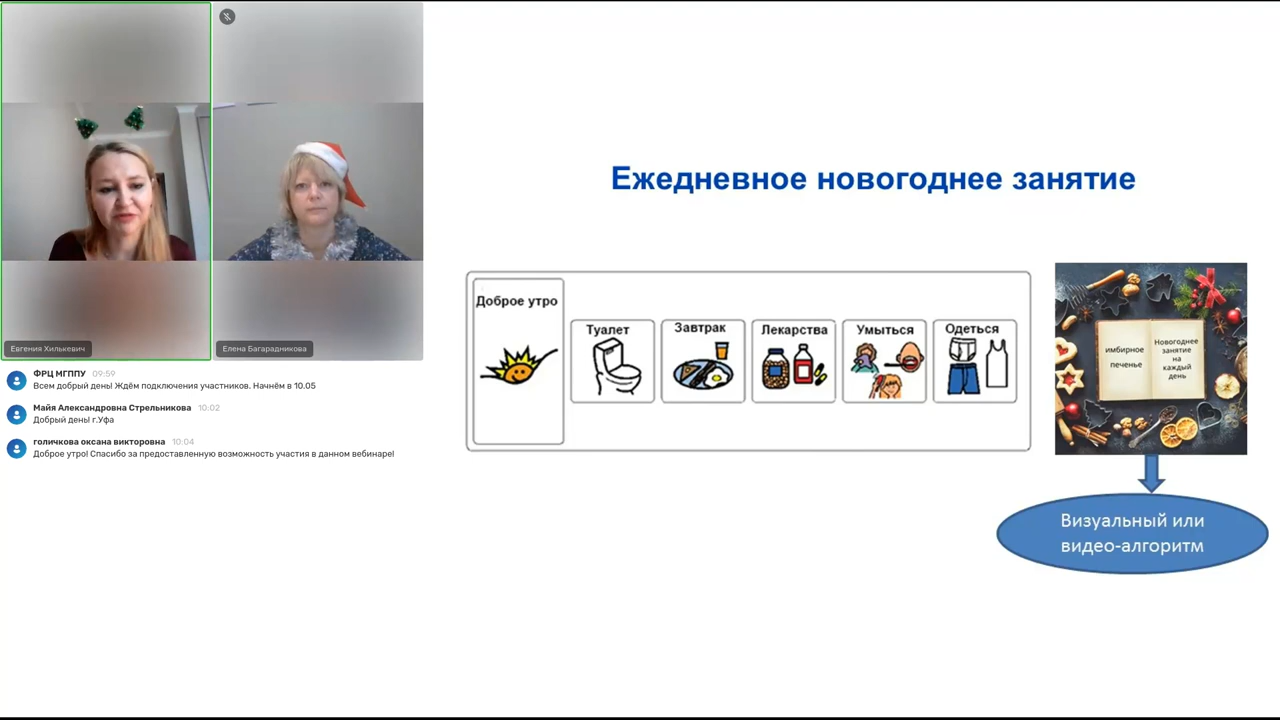 Евгения Хилькевич
Елена Багарадникова
ФРЦ МГППУ 09:59
Всем добрый день! Ждём подключения участников. Начнём в 10.05
Майя Александровна Стрельникова 10:02
Добрый день! г.Уфа
голичкова оксана викторовна 10:04
Доброе утро! Спасибо за предоставленную возможность участия в данном вебинаре!
Ежедневное новогоднее занятие
Доброе утро
Туалет
Завтрак
Лекарства
Умыться
Одеться
имбирное
печенье
Новогоднее
занятие
на
каждый
день
Визуальный или
видео-алгоритм